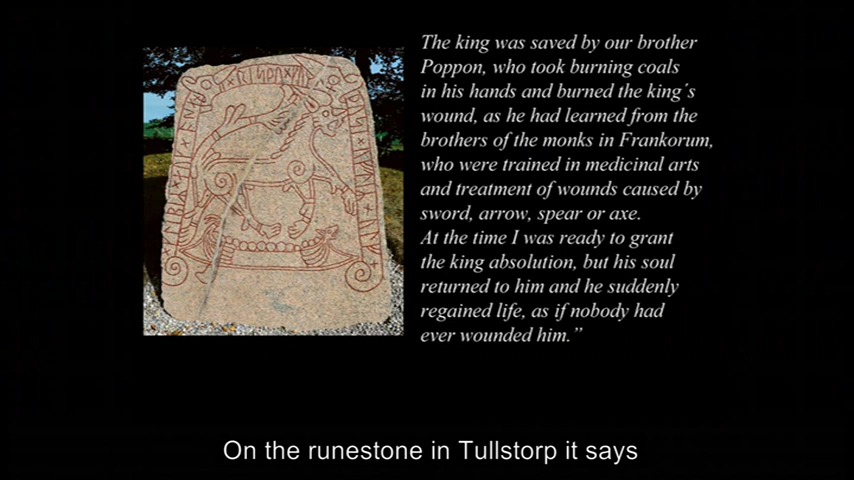 The king was saved by our brother
Poppon, who took burning coals
in his hands and burned the king´s
wound, as he had learned from the
brothers of the monks in Frankorum,
who were trained in medicinal arts
and treatment of wounds caused by
sword, arrow, spear or axe.
At the time I was ready to grant
the king absolution, but his soul
returned to him and he suddenly
regained life, as if nobody had
ever wounded him.”
On the runestone in Tullstorp it says